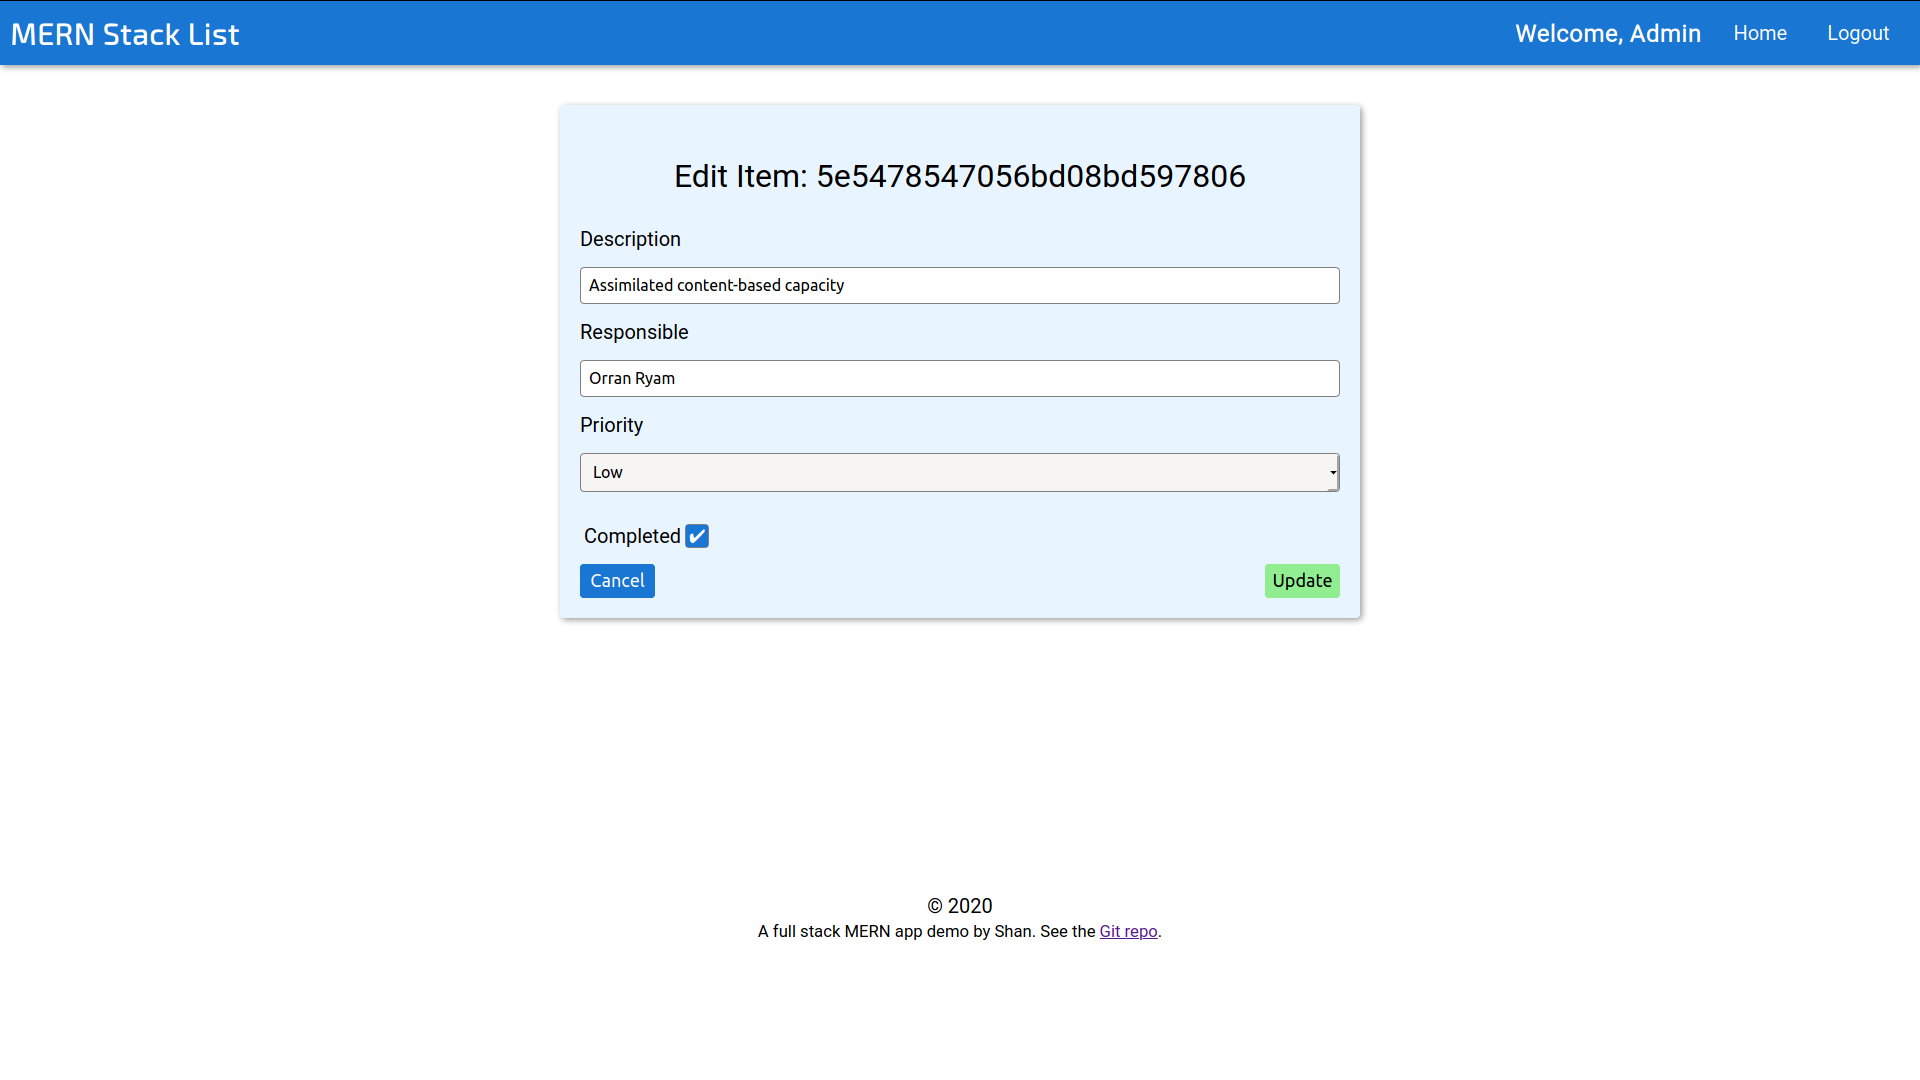 MERN Stack List
Welcome, Admin Home Logout
Edit Item: 5e5478547056bd08bd597806
Description
Assimilated content-based capacity
Responsible
Orran Ryam
Priority
Low
Completed
Cancel Update
© 2020
A full stack MERN app demo by Shan. See the Git repo.